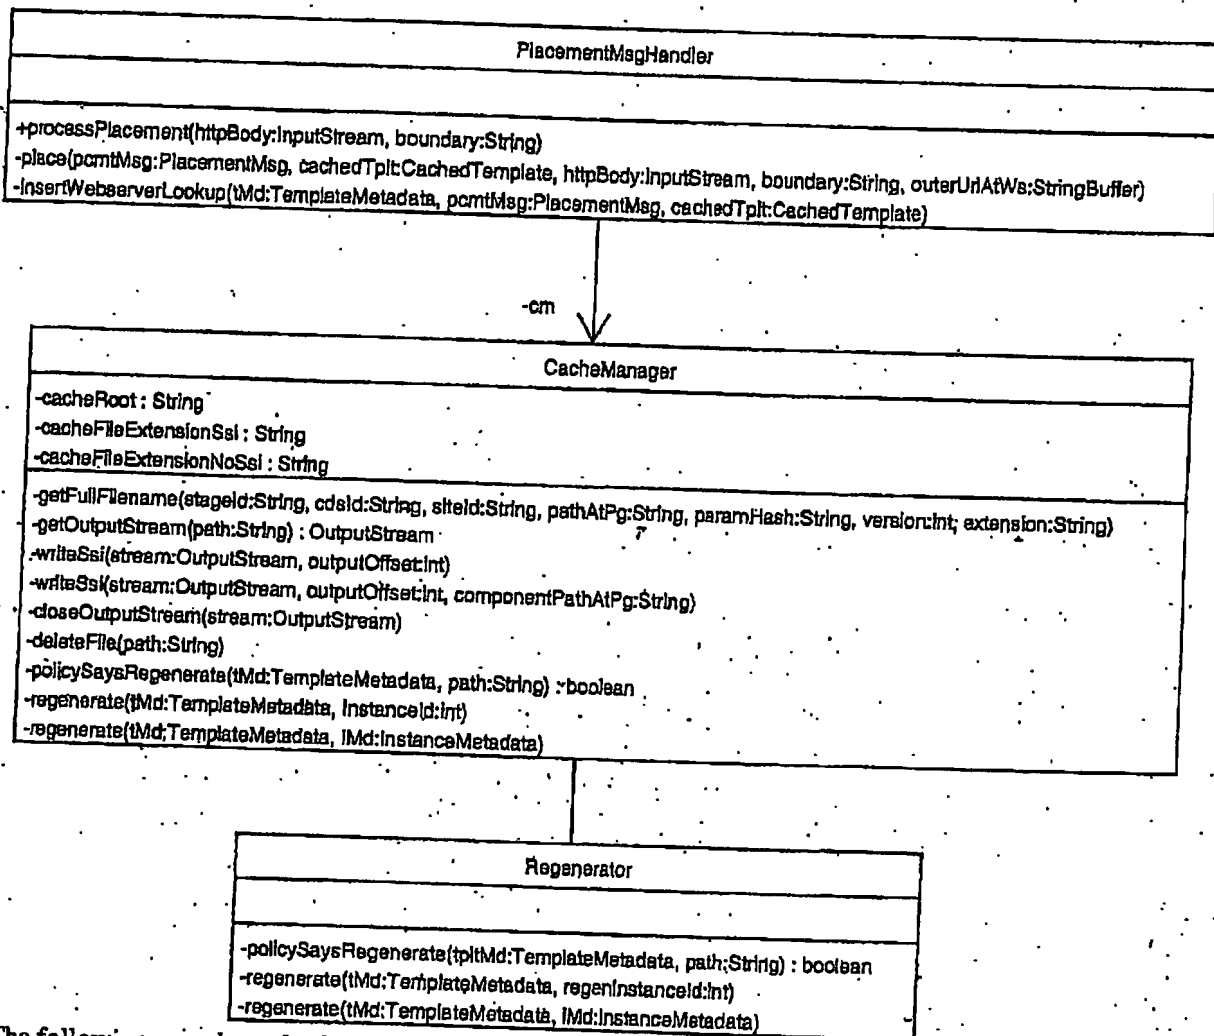 PlacementMsgHandler
+processPlacement(httpBody:InputStream, boundary:String)
-place(pcmtMsg:PlacementMsg, cachedTplt:CachedTemplate, httpBody:InputStream, boundary:String, outerUrlAtWs:StringBuffer)
-insertWebserverLookup(tMd:TemplateMetadata, pcmtMsg:PlacementMsg, cachedTplt:CachedTemplate)
-cm
CacheManager
-cacheRoot : String
-cacheFileExtensionSsi : String
-cacheFileExtensionNoSsi : String
-getFullFilename(stageId:String, cdsId:String, siteId:String, pathAtPg:String, paramHash:String, version:int, extension:String)
-getOutputStream(path:String) : OutputStream
-writeSsi(stream:OutputStream, outputOffset:int)
-writeSsi(stream:OutputStream, outputOffset:int, componentPathAtPg:String)
-closeOutputStream(stream:OutputStream)
-deleteFile(path:String)
-policySaysRegenerate(tMd:TemplateMetadata, path:String) : boolean
-regenerate(tMd:TemplateMetadata, instanceId:int)
-regenerate(tMd:TemplateMetadata, iMd:InstanceMetadata)
Regenerator
-policySaysRegenerate(tpltMd:TemplateMetadata, path:String) : boolean
-regenerate(tMd:TemplateMetadata, regenInstanceId:int)
-regenerate(tMd:TemplateMetadata, iMd:InstanceMetadata)